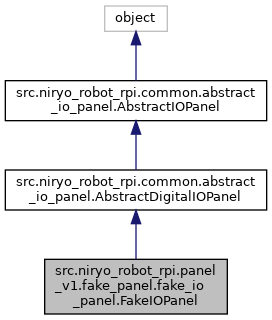 object
src.niryo_robot_rpi.common.abstract
_io_panel.AbstractIOPanel
src.niryo_robot_rpi.common.abstract
_io_panel.AbstractDigitalIOPanel
src.niryo_robot_rpi.panel
_v1.fake_panel.fake_io
_panel.FakeIOPanel